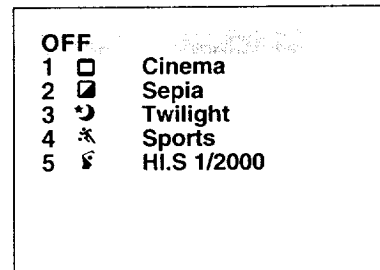 OFF
1 Cinema
2 Sepia
3 Twilight
4 Sports
5 HI.S 1/2000